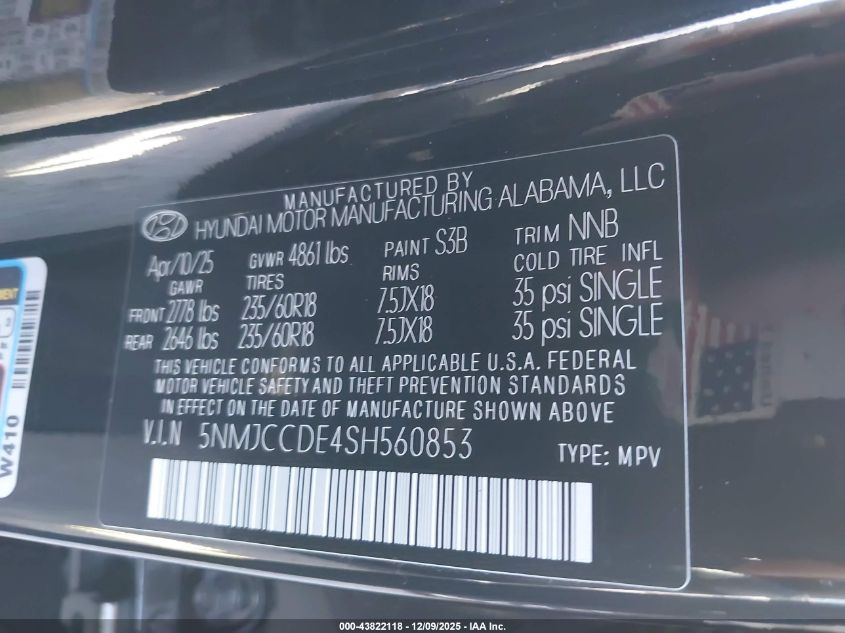 MANUFACTURED BY
HYUNDAI MOTOR MANUFACTURING ALABAMA, LLC
Apr/10/25 GVWR 4861 lbs PAINT S3B TRIM NNB
GAWR TIRES RIMS COLD TIRE INFL
FRONT 2778 lbs 235/60R18 7.5JX18 35 psi SINGLE
REAR 2646 lbs 235/60R18 7.5JX18 35 psi SINGLE
THIS VEHICLE CONFORMS TO ALL APPLICABLE U.S.A. FEDERAL
MOTOR VEHICLE SAFETY AND THEFT PREVENTION STANDARDS
IN EFFECT ON THE DATE OF MANUFACTURE SHOWN ABOVE
V.I.N 5NMJCCDE4SH560853 TYPE: MPV
W410
000-43822118 - 12/09/2025 - IAA Inc.